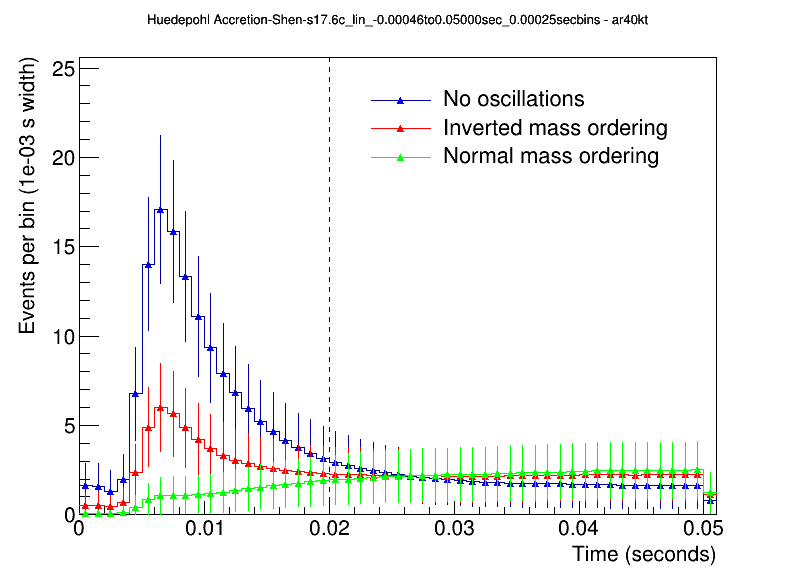 Huedepohl Accretion-Shen-s17.6c_lin_-0.00046to0.05000sec_0.00025secbins - ar40kt
Events per bin (1e-03 s width)
25
20
15
10
5
0
No oscillations
Inverted mass ordering
Normal mass ordering
0 0.01 0.02 0.03 0.04 0.05
Time (seconds)